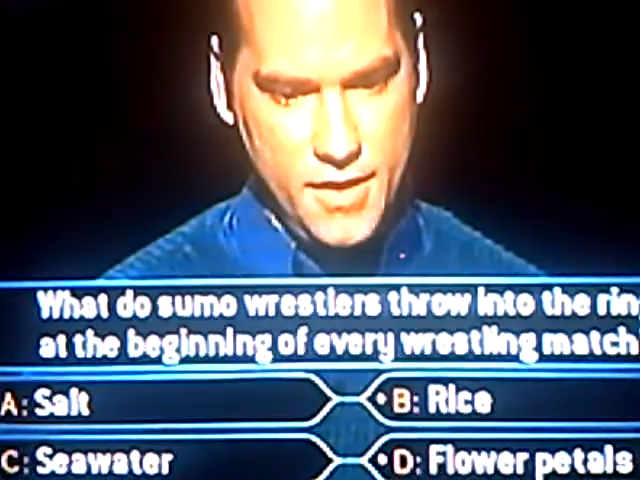 What do sumo wrestlers throw into the rin
at the beginning of every wrestling match
A: Salt
B: Rice
C: Seawater
D: Flower petals